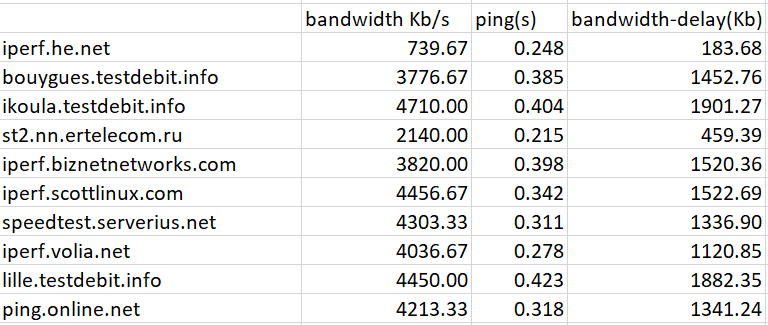 bandwidth Kb/s ping(s) bandwidth-delay(Kb)
iperf.he.net 739.67 0.248 183.68
bouygues.testdebit.info 3776.67 0.385 1452.76
ikoula.testdebit.info 4710.00 0.404 1901.27
st2.nn.ertelecom.ru 2140.00 0.215 459.39
iperf.biznetnetworks.com 3820.00 0.398 1520.36
iperf.scottlinux.com 4456.67 0.342 1522.69
speedtest.serverius.net 4303.33 0.311 1336.90
iperf.volia.net 4036.67 0.278 1120.85
lille.testdebit.info 4450.00 0.423 1882.35
ping.online.net 4213.33 0.318 1341.24